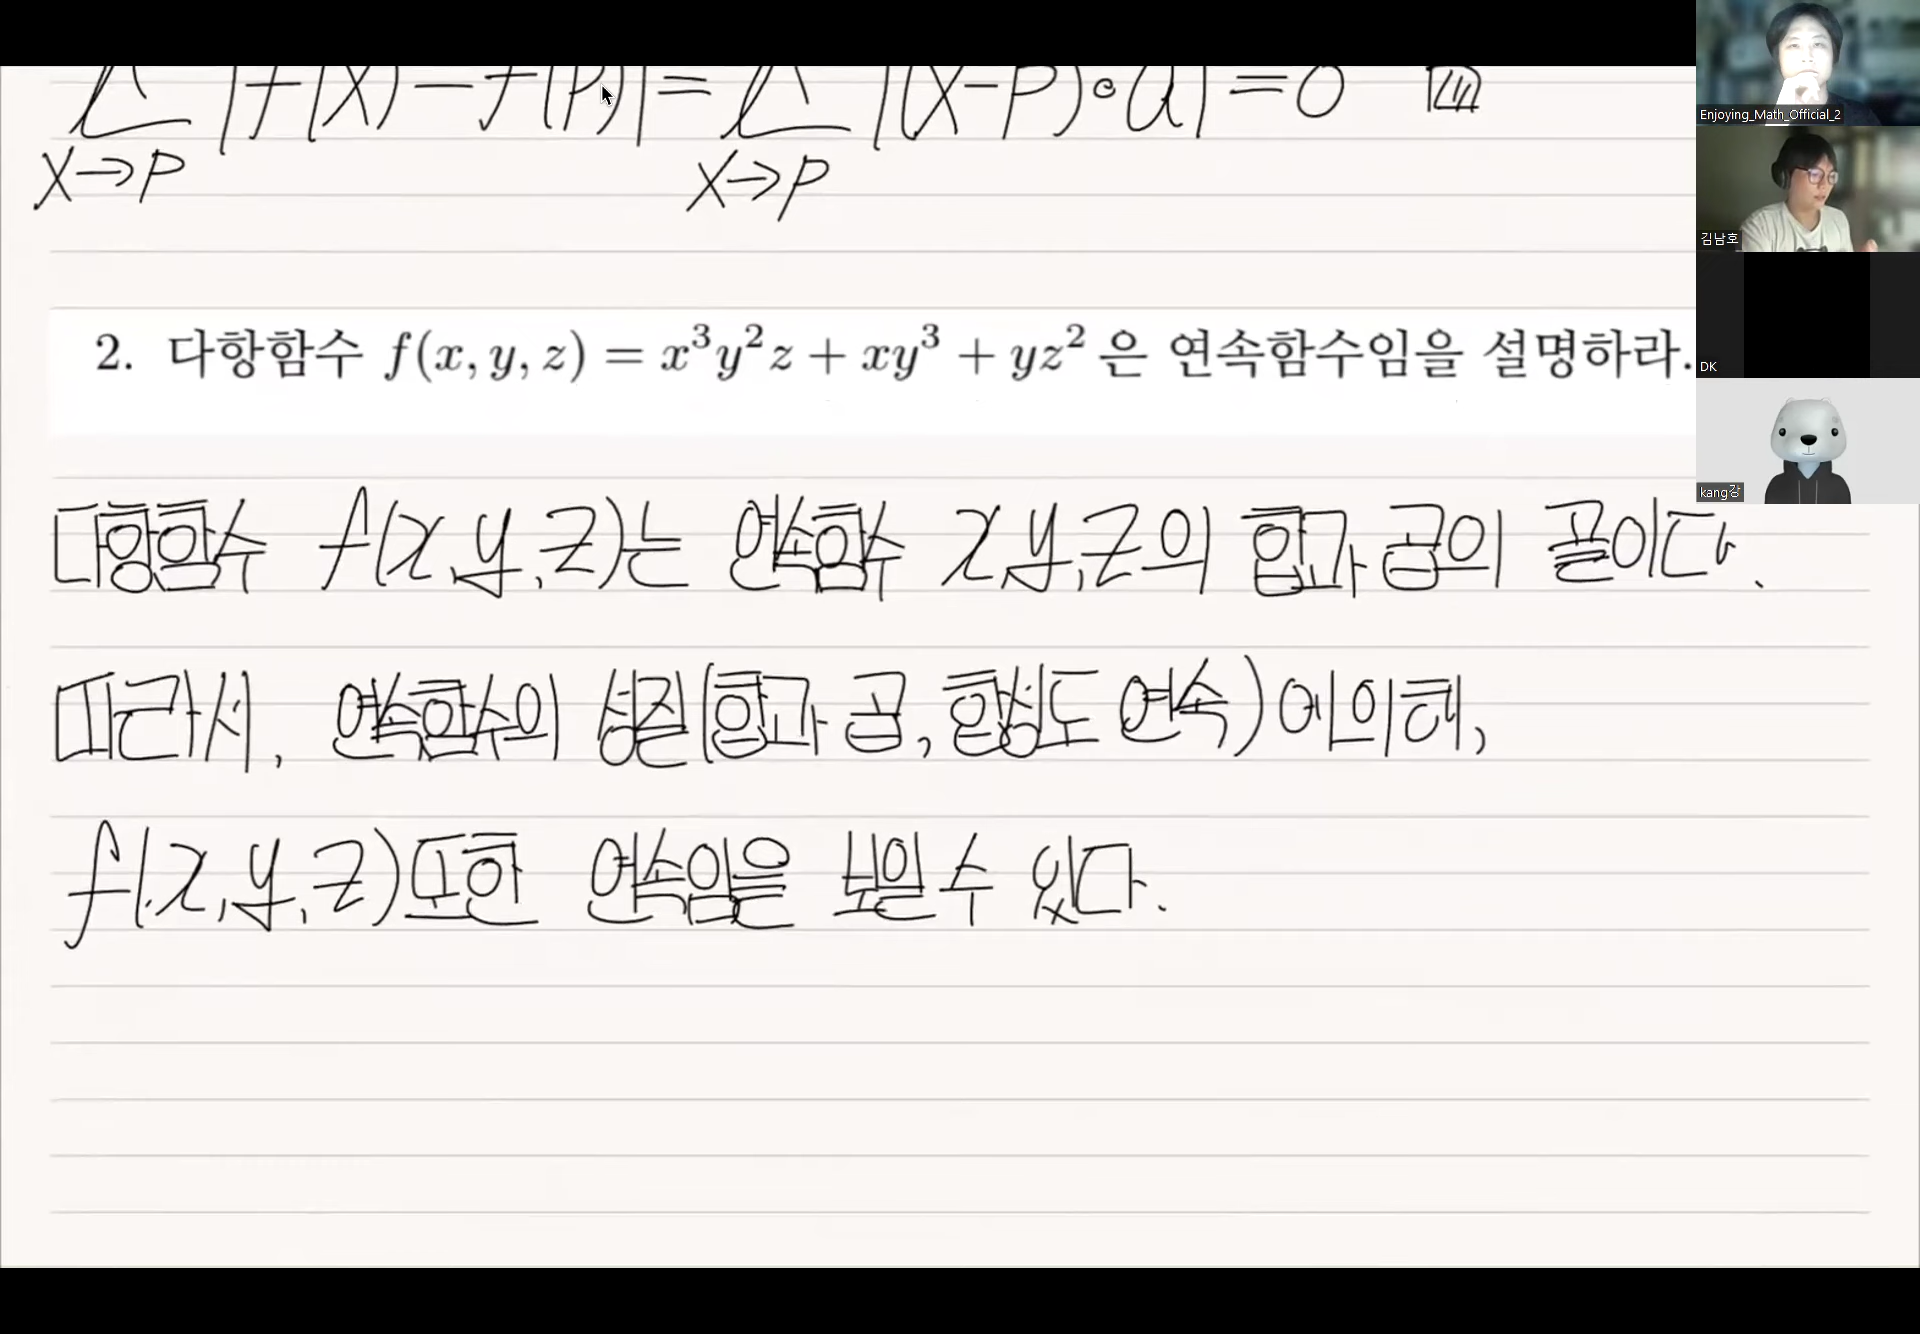 lim |f(X)-f(P)| = lim |(X-P)∘a| = 0
X→P X→P
Enjoying_Math_Official_2
김남호
2. 다항함수 f(x, y, z) = x³y²z + xy³ + yz² 은 연속함수임을 설명하라.
DK
kang강
다항함수 f(x,y,z)는 연속함수 x,y,z의 합과 곱의 꼴이다.
따라서, 연속함수의 성질(합과 곱, 합성도 연속)에 의해,
f(x,y,z)또한 연속임을 보일 수 있다.